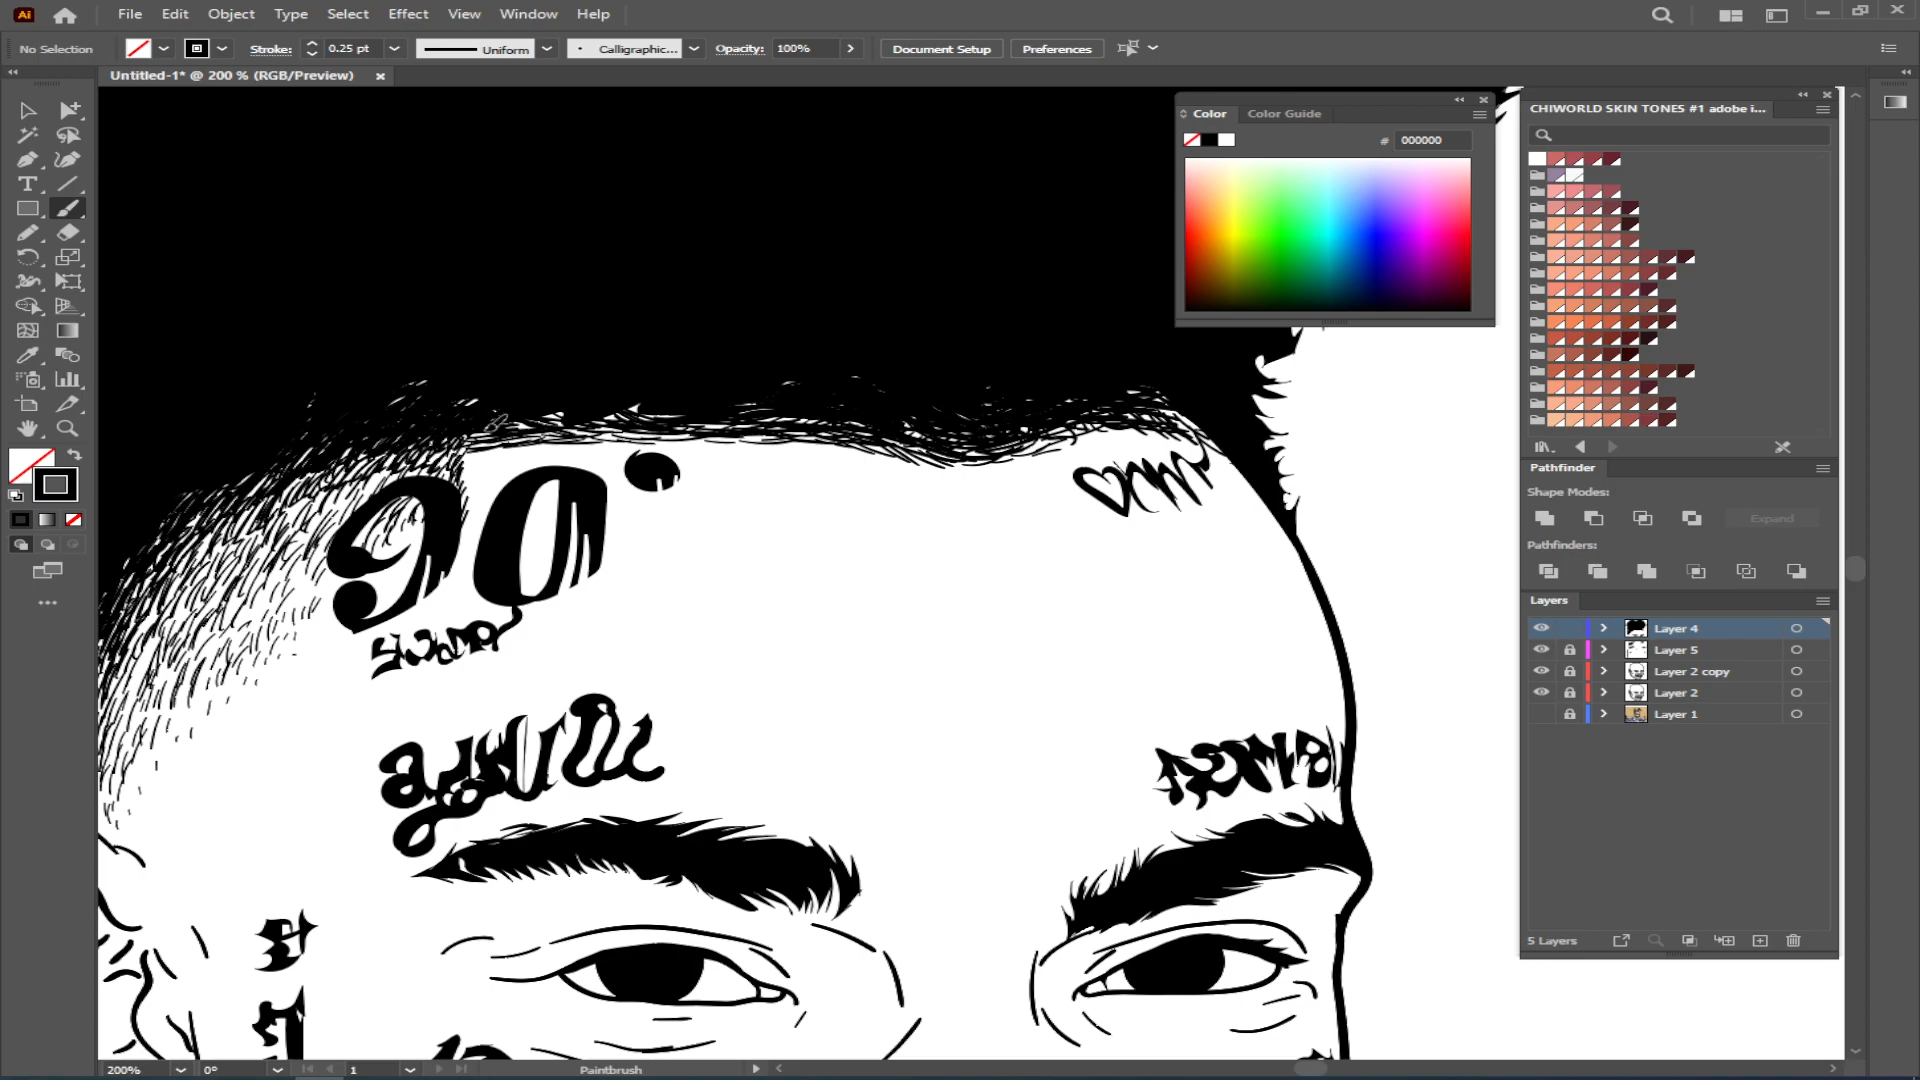 Ai File Edit Object Type Select Effect View Window Help
No Selection Stroke: 0.25 pt Uniform Calligraphic... Opacity: 100% Document Setup Preferences
Untitled-1* @ 200 % (RGB/Preview)
Color Color Guide
# 000000
CHIWORLD SKIN TONES #1 adobe i...
Pathfinder
Shape Modes:
Expand
Pathfinders:
Layers
Layer 4
Layer 5
Layer 2 copy
Layer 2
Layer 1
5 Layers
90°
200% 0° 1 Paintbrush